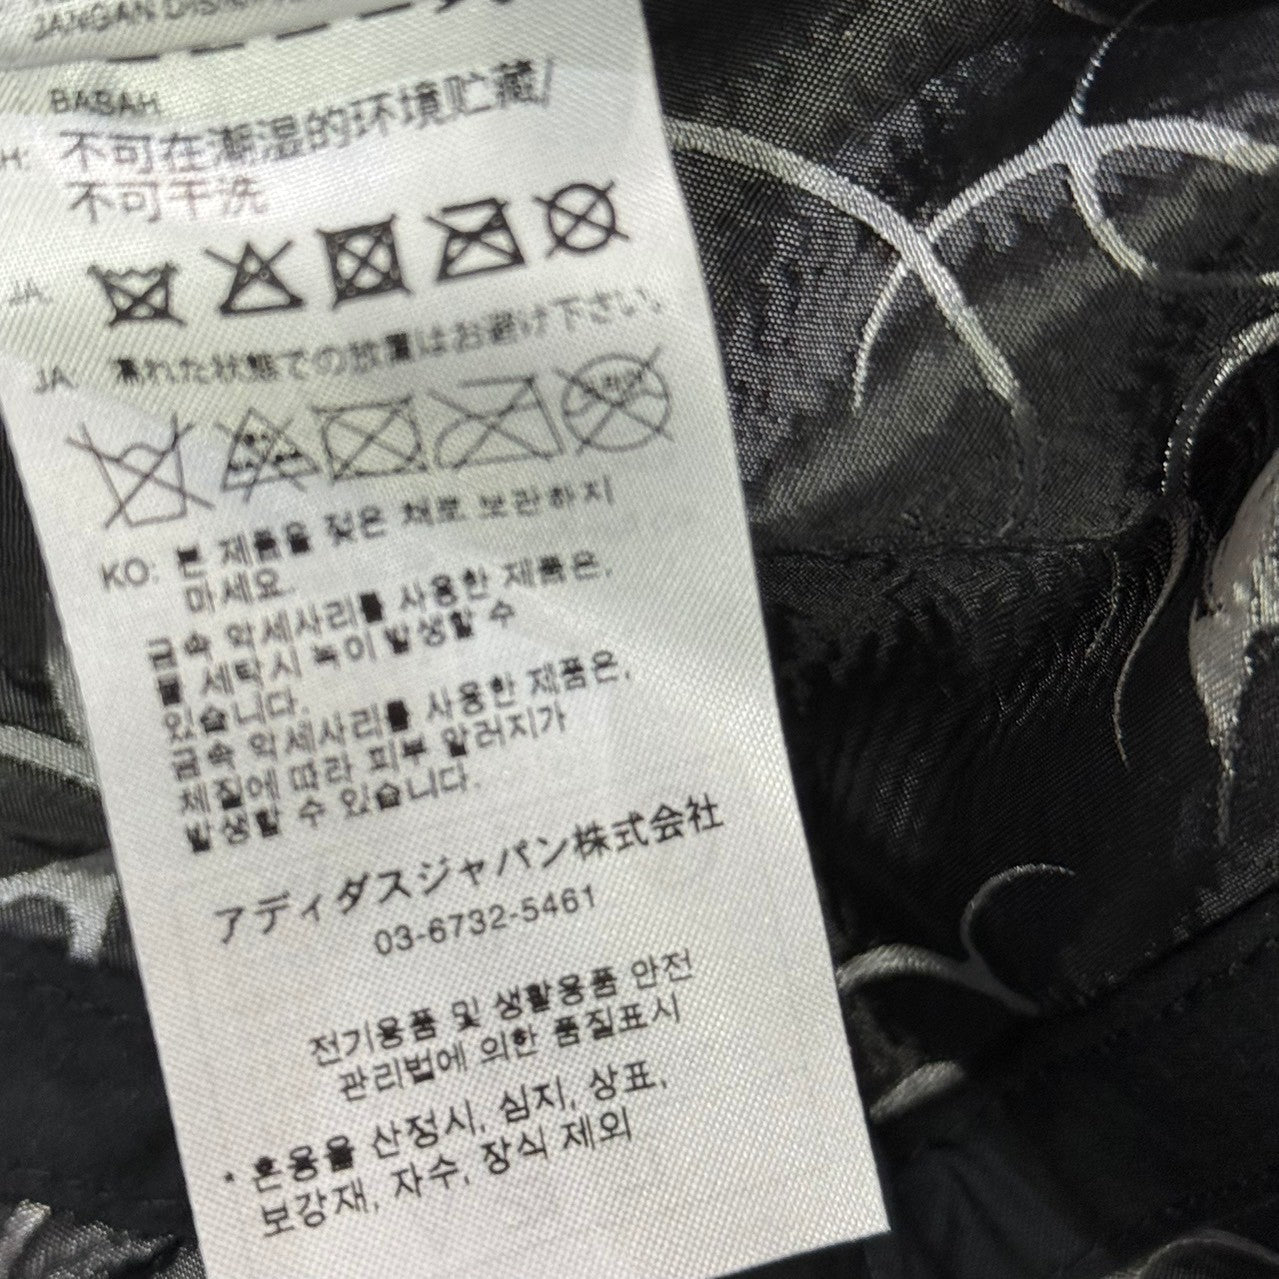 JANGAN
BASAH
不可在潮湿的环境贮藏/
不可干洗
JA:
JA: 濡れた状態での放置はお避け下さい。
KO: 본 제품을 젖은 채로 보관하지
마세요.
금속 악세사리를 사용한 제품은,
물 세탁시 녹이 발생할 수
있습니다.
금속 악세사리를 사용한 제품은,
체질에 따라 피부 알러지가
발생할 수 있습니다.
アディダスジャパン株式会社
03-6732-5461
전기용품 및 생활용품 안전
관리법에 의한 품질표시
* 혼용율 산정시, 심지, 상표,
보강재, 자수, 장식 제외